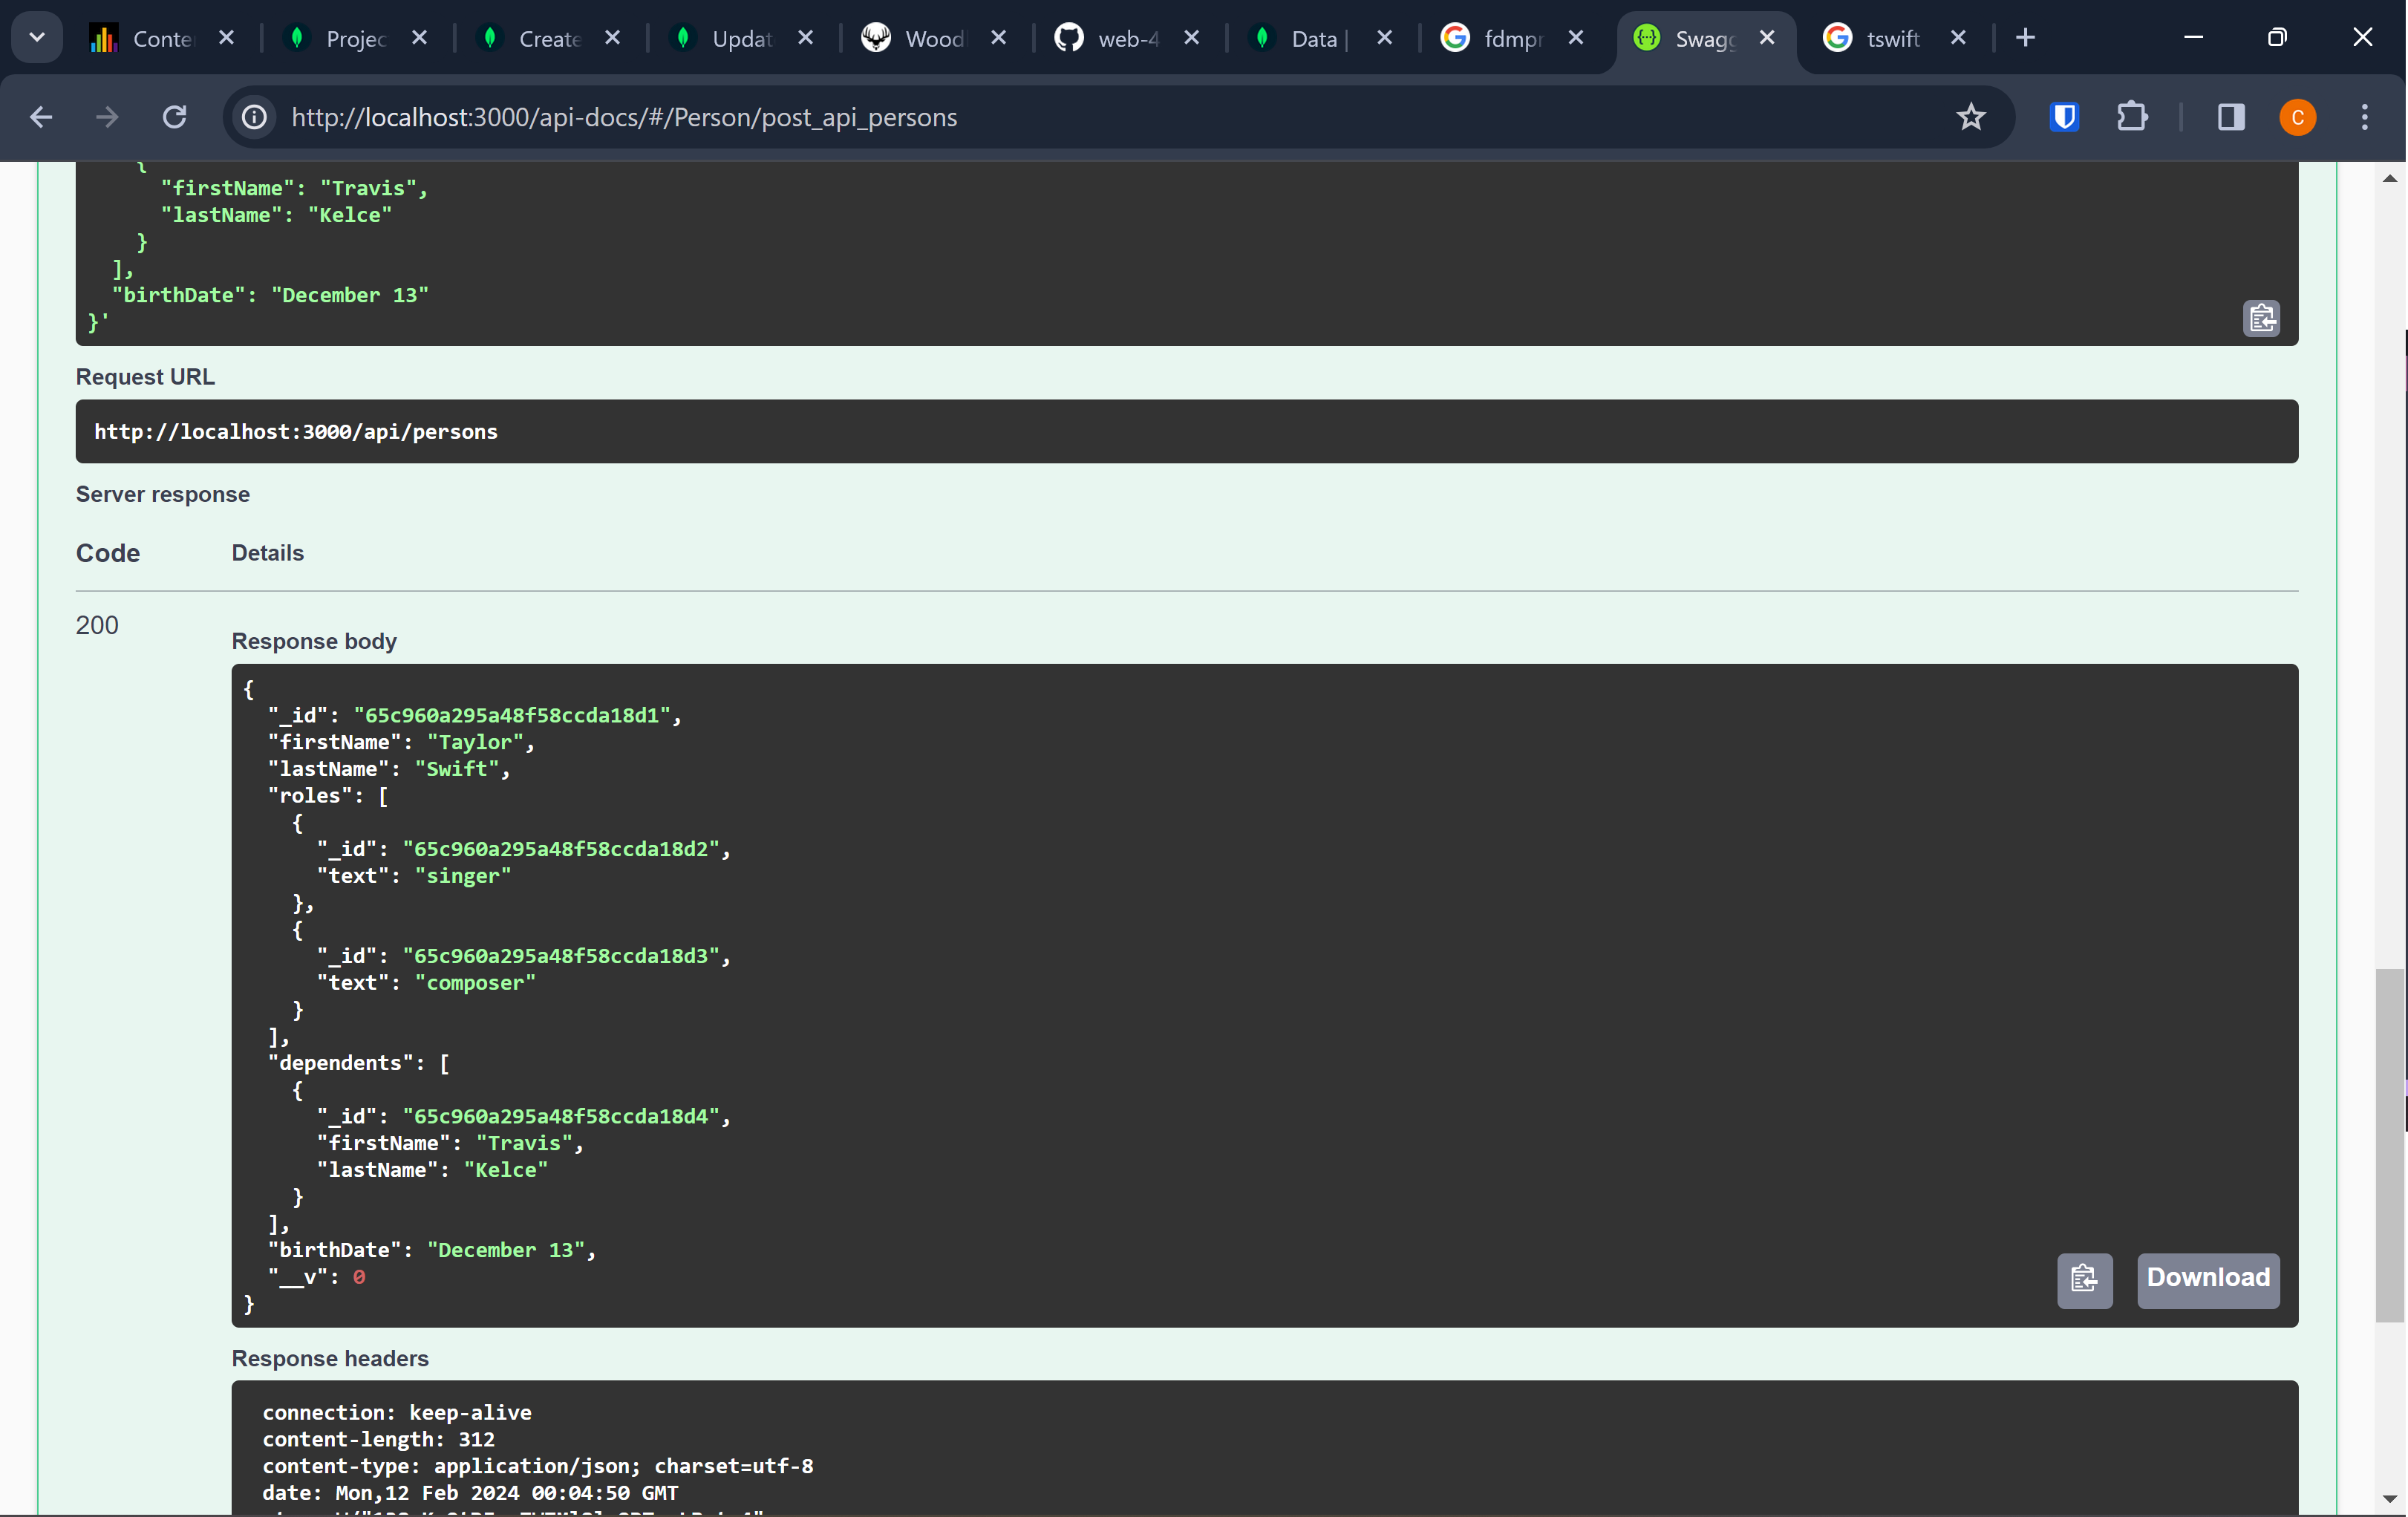 Conte
Projec
Create
Updat
Wood
web-4
Data |
fdmpr
Swagg
tswift
http://localhost:3000/api-docs/#/Person/post_api_persons
{
"firstName": "Travis",
"lastName": "Kelce"
}
],
"birthDate": "December 13"
}'
Request URL
http://localhost:3000/api/persons
Server response
Code Details
200
Response body
{
"_id": "65c960a295a48f58ccda18d1",
"firstName": "Taylor",
"lastName": "Swift",
"roles": [
{
"_id": "65c960a295a48f58ccda18d2",
"text": "singer"
},
{
"_id": "65c960a295a48f58ccda18d3",
"text": "composer"
}
],
"dependents": [
{
"_id": "65c960a295a48f58ccda18d4",
"firstName": "Travis",
"lastName": "Kelce"
}
],
"birthDate": "December 13",
"__v": 0
}
Download
Response headers
connection: keep-alive
content-length: 312
content-type: application/json; charset=utf-8
date: Mon,12 Feb 2024 00:04:50 GMT